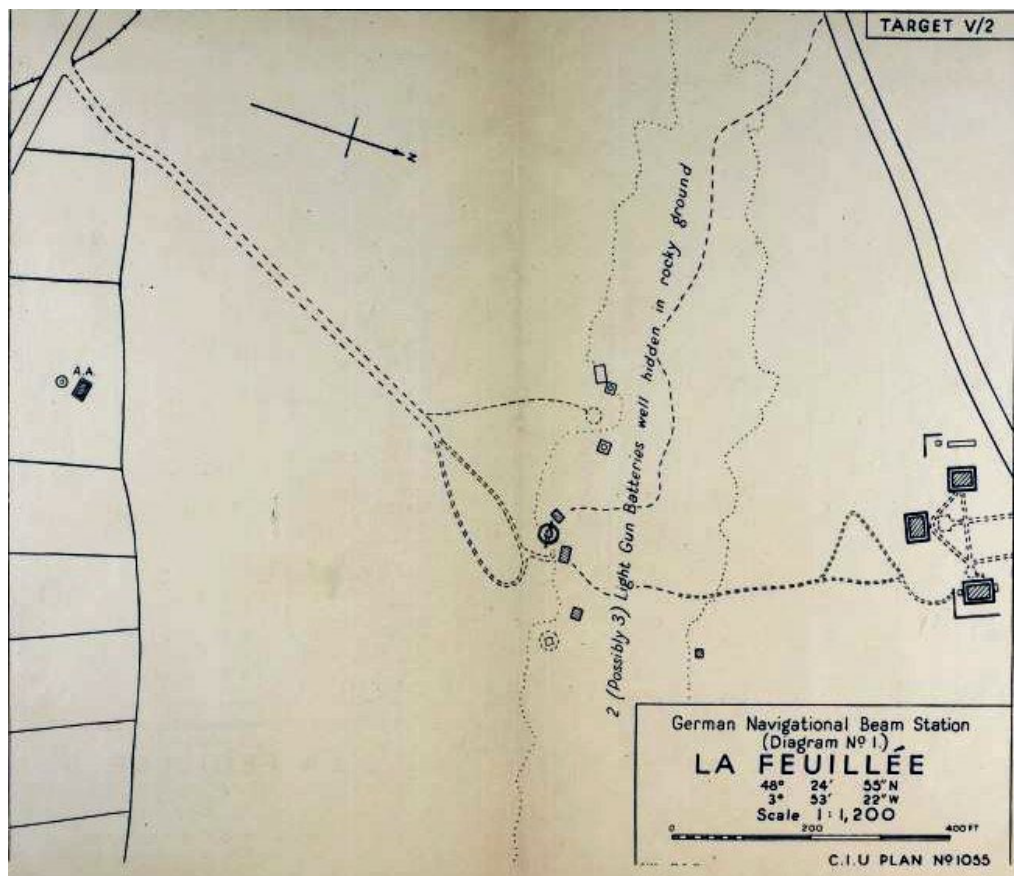 TARGET V/2
N
A.A.
2 (Possibly 3) Light Gun Batteries well hidden in rocky ground
German Navigational Beam Station
(Diagram Nº 1.)
LA FEUILLÉE
48° 24' 55" N
3° 53' 22" W
Scale 1:1,200
0 200 400 FT
C.I.U PLAN Nº 1055